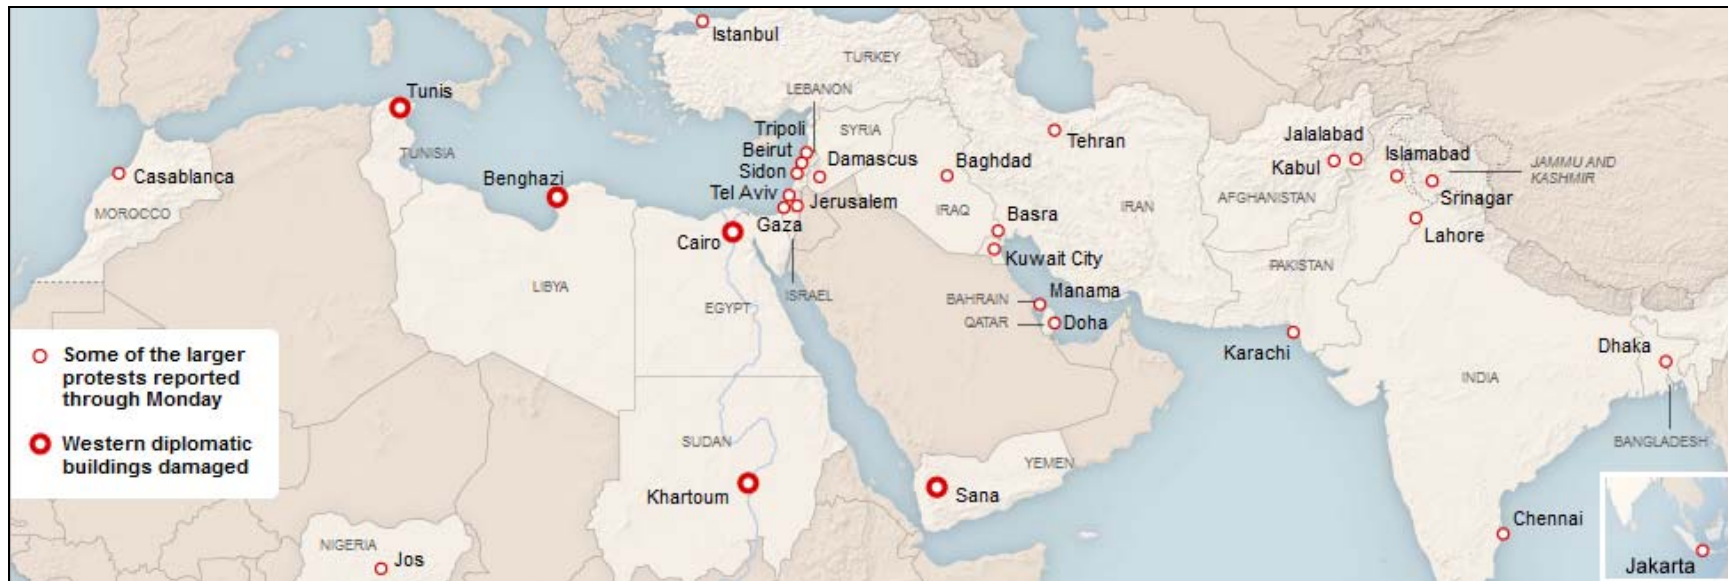 Istanbul
TURKEY
LEBANON
Tunis
Tripoli
SYRIA
Tehran
Jalalabad
Beirut
Damascus
Baghdad
Kabul
Islamabad
JAMMU AND
KASHMIR
TUNISIA
Casablanca
Benghazi
Sidon
Tel Aviv
Jerusalem
AFGHANISTAN
Srinagar
MOROCCO
IRAQ
Basra
IRAN
Gaza
Cairo
Lahore
Kuwait City
PAKISTAN
LIBYA
ISRAEL
EGYPT
BAHRAIN
Manama
QATAR
Doha
Karachi
Dhaka
INDIA
Some of the larger
protests reported
through Monday
Western diplomatic
buildings damaged
SUDAN
YEMEN
BANGLADESH
Khartoum
Sana
Chennai
NIGERIA
Jos
Jakarta